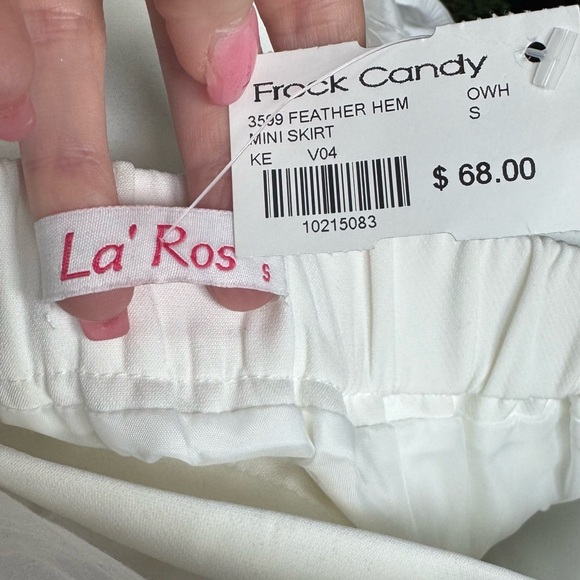 Frock Candy
3599 FEATHER HEM OWH
MINI SKIRT S
KE V04
$ 68.00
10215083
La' Ros
S